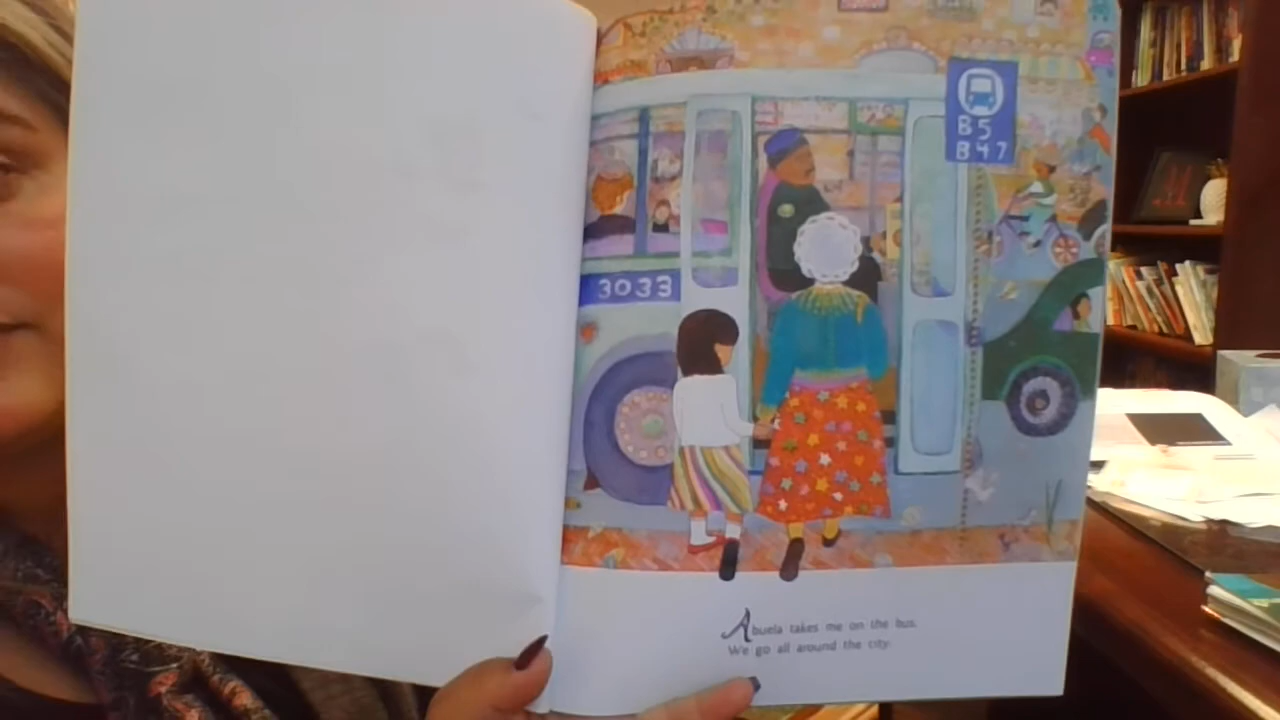 B5
B47
3033
Abuela takes me on the bus.
We go all around the city.